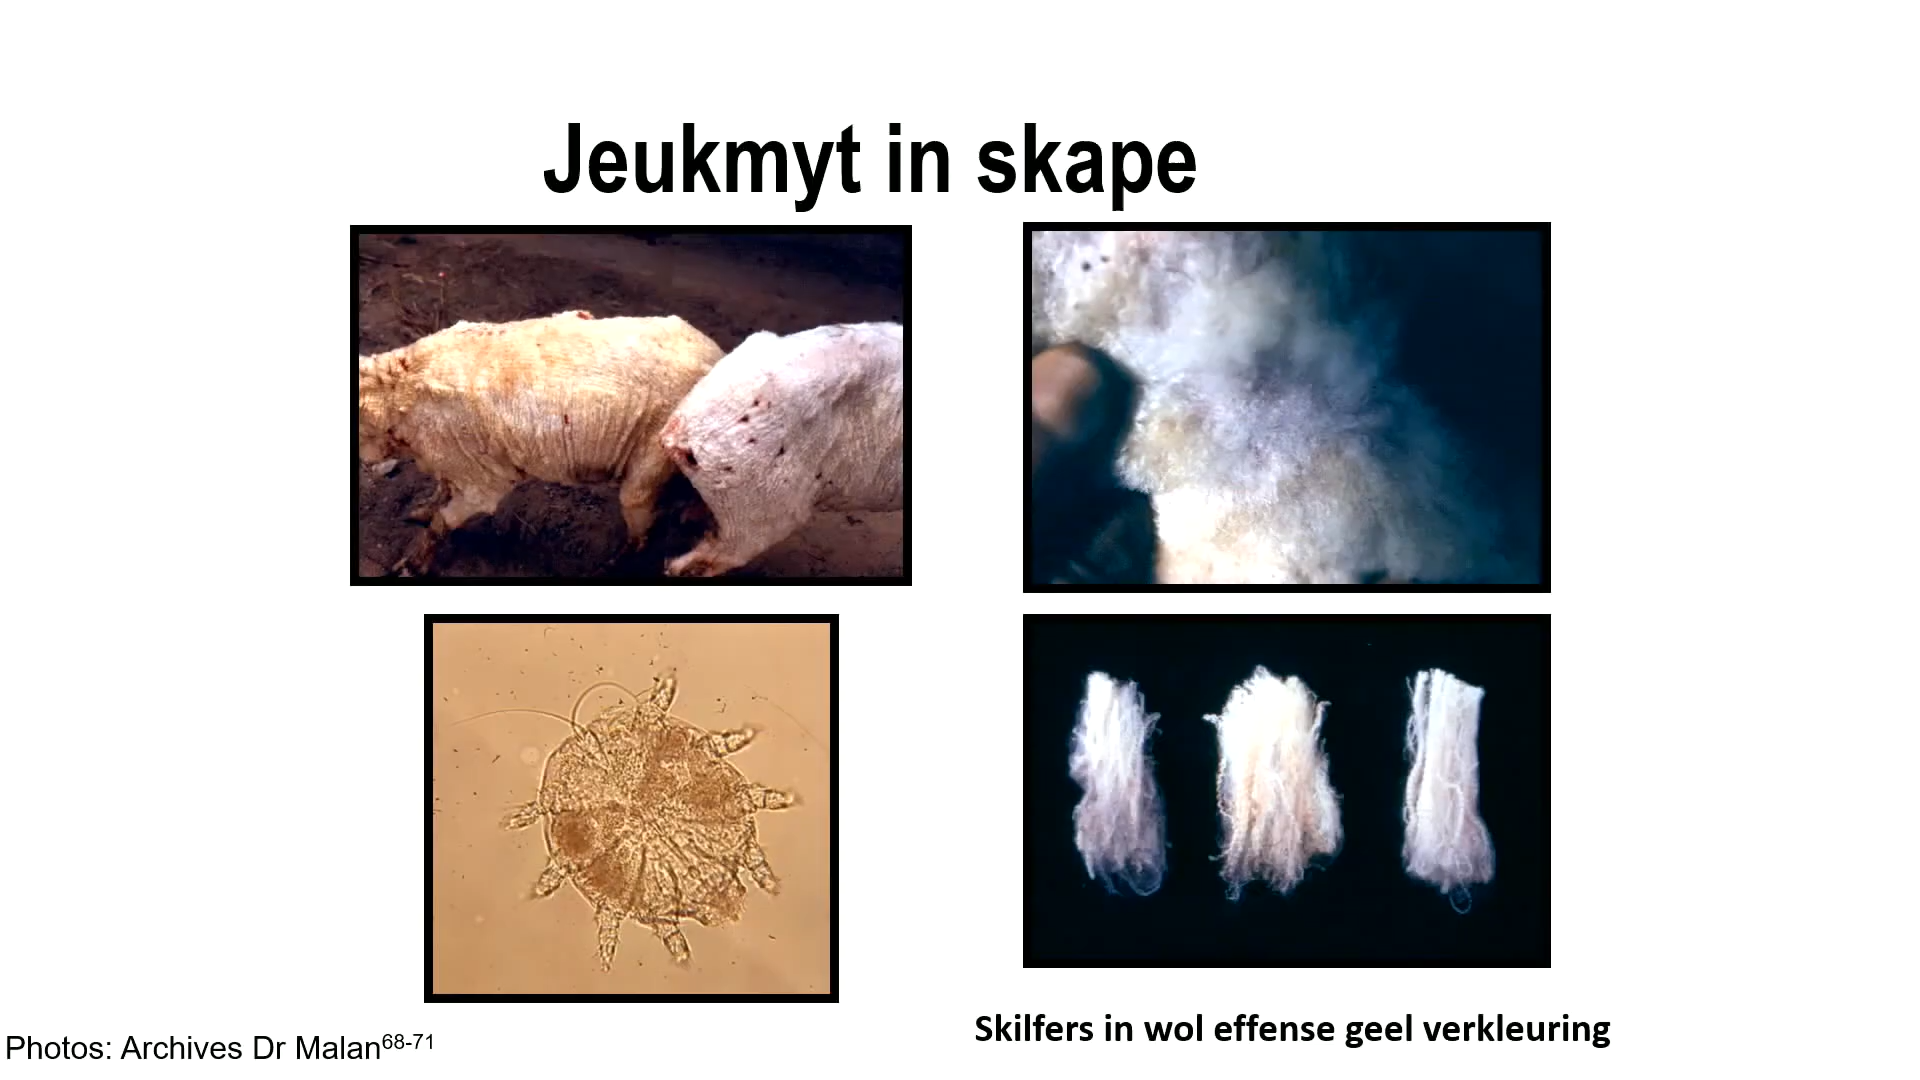 Jeukmyt in skape
Skilfers in wol effense geel verkleuring
Photos: Archives Dr Malan68-71